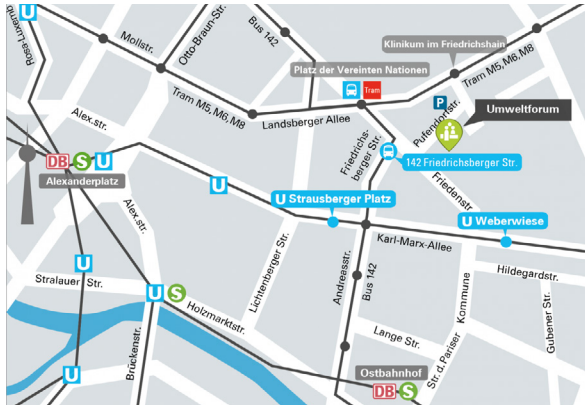 U
Rosa-Luxemb
Mollstr.
Otto-Braun-Str.
Bus 142
Klinikum im Friedrichshain
Platz der Vereinten Nationen
Tram
Tram M5, M6, M8
Tram M5, M6, M8
Landsberger Allee
P
Pufendorfstr.
Umweltforum
Alex.str.
DB S U
Alexanderplatz
Friedrichs-
berger Str.
142 Friedrichsberger Str.
Friedenstr.
U
U Strausberger Platz
U Weberwiese
Alex.str.
Karl-Marx-Allee
Lichtenberger Str.
Andreasstr.
Bus 142
Hildegardstr.
U
Stralauer Str.
U S
Holzmarktstr.
Brückenstr.
Lange Str.
Str. d. Pariser Kommune
Gubener Str.
Ostbahnhof
DB S
U